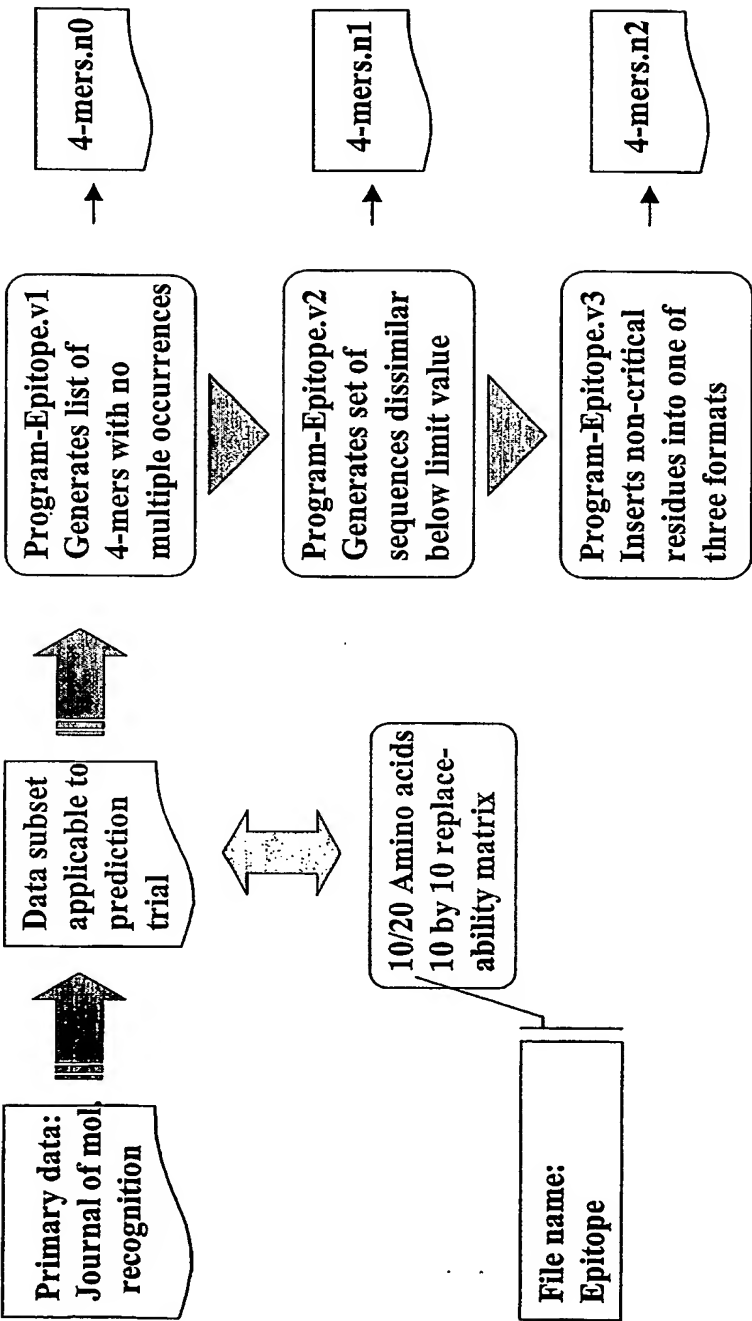 Primary data:
Journal of mol.
recognition
Data subset
applicable to
prediction
trial
Program-Epitope.v1
Generates list of
4-mers with no
multiple occurrences
4-mers.n0
10/20 Amino acids
10 by 10 replace-
ability matrix
Program-Epitope.v2
Generates set of
sequences dissimilar
below limit value
4-mers.n1
File name:
Epitope
Program-Epitope.v3
Inserts non-critical
residues into one of
three formats
4-mers.n2